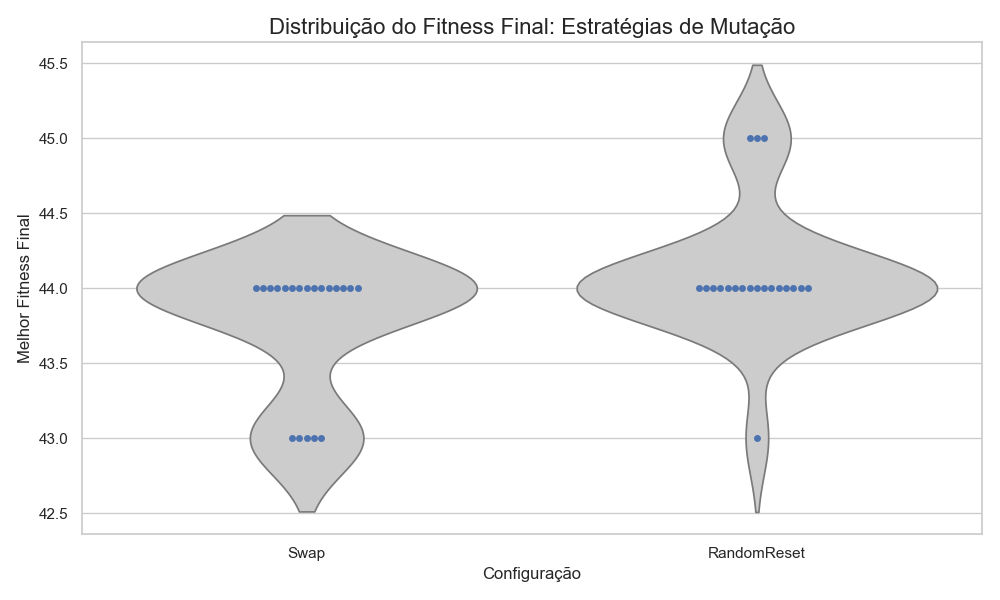 Distribuição do Fitness Final: Estratégias de Mutação
Melhor Fitness Final
45.5
45.0
44.5
44.0
43.5
43.0
42.5
Swap
RandomReset
Configuração